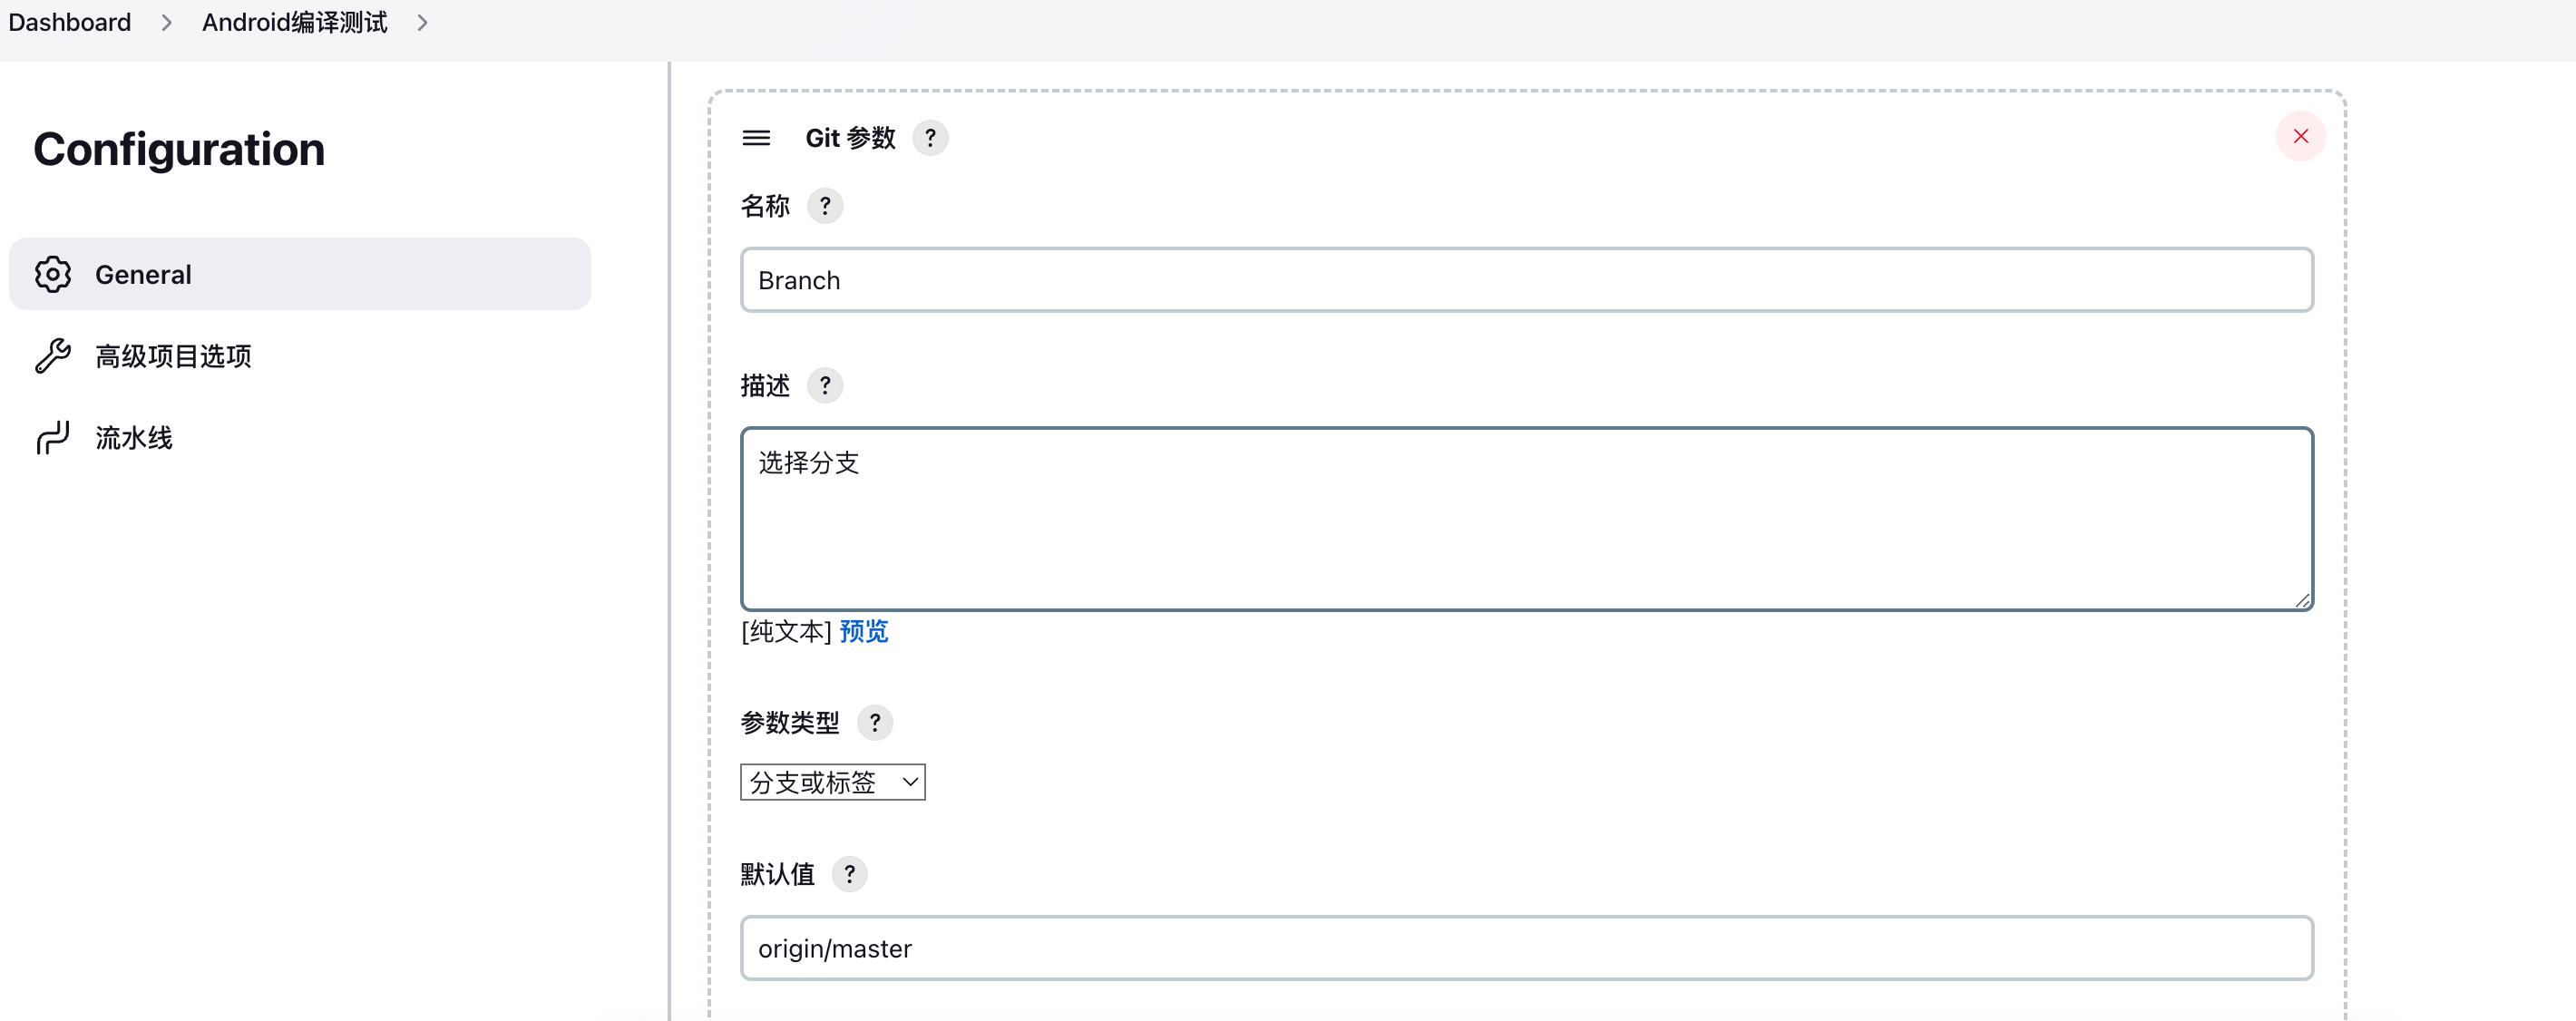 Dashboard > Android编译测试 >
Configuration
General
高级项目选项
流水线
Git 参数 ?
名称 ?
Branch
描述 ?
选择分支
[纯文本] 预览
参数类型 ?
分支或标签
默认值 ?
origin/master